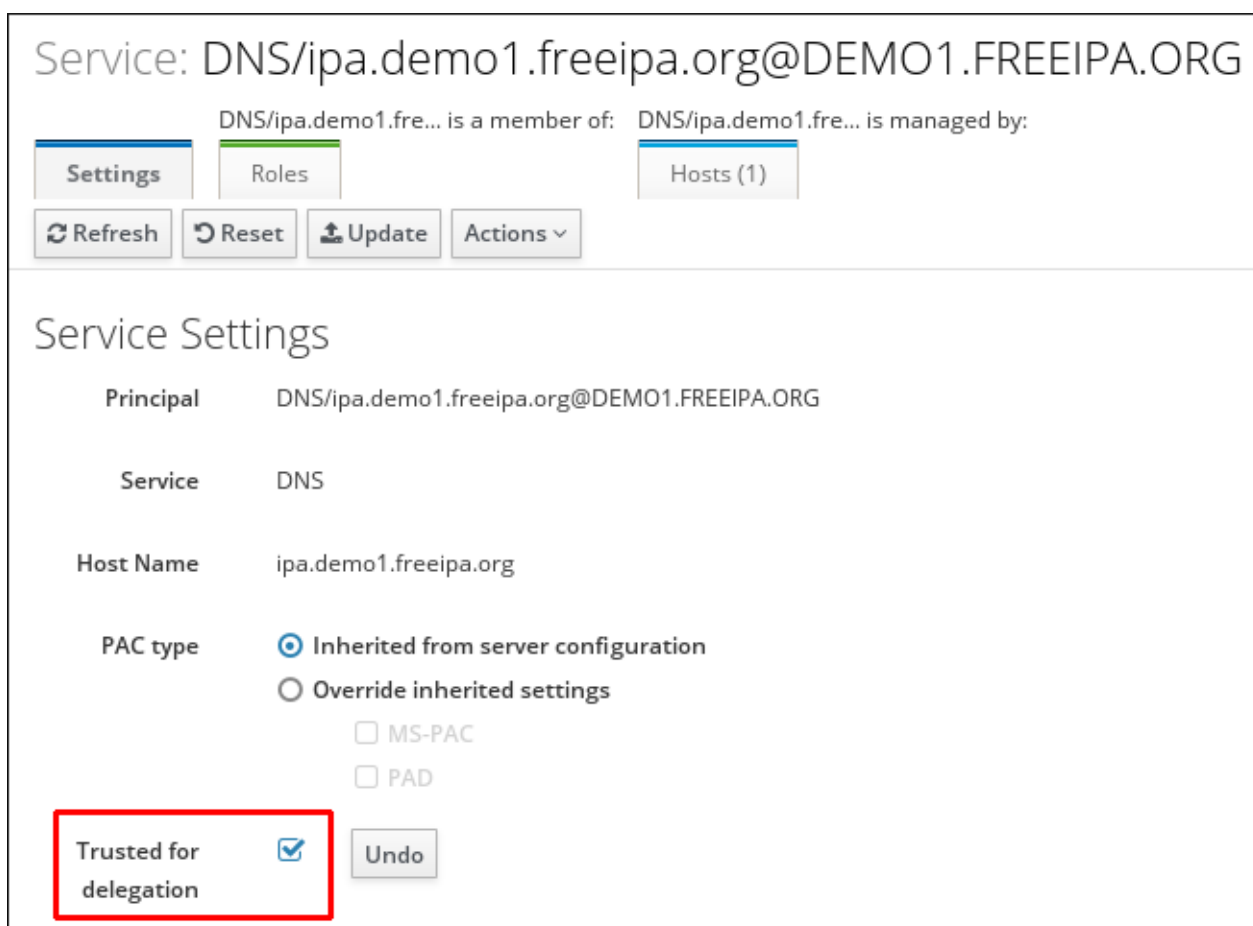 Service: DNS/ipa.demo1.freeipa.org@DEMO1.FREEIPA.ORG
DNS/ipa.demo1.fre... is a member of: DNS/ipa.demo1.fre... is managed by:
Settings Roles Hosts (1)
Refresh Reset Update Actions
Service Settings
Principal DNS/ipa.demo1.freeipa.org@DEMO1.FREEIPA.ORG
Service DNS
Host Name ipa.demo1.freeipa.org
PAC type Inherited from server configuration
Override inherited settings
MS-PAC
PAD
Trusted for Undo
delegation